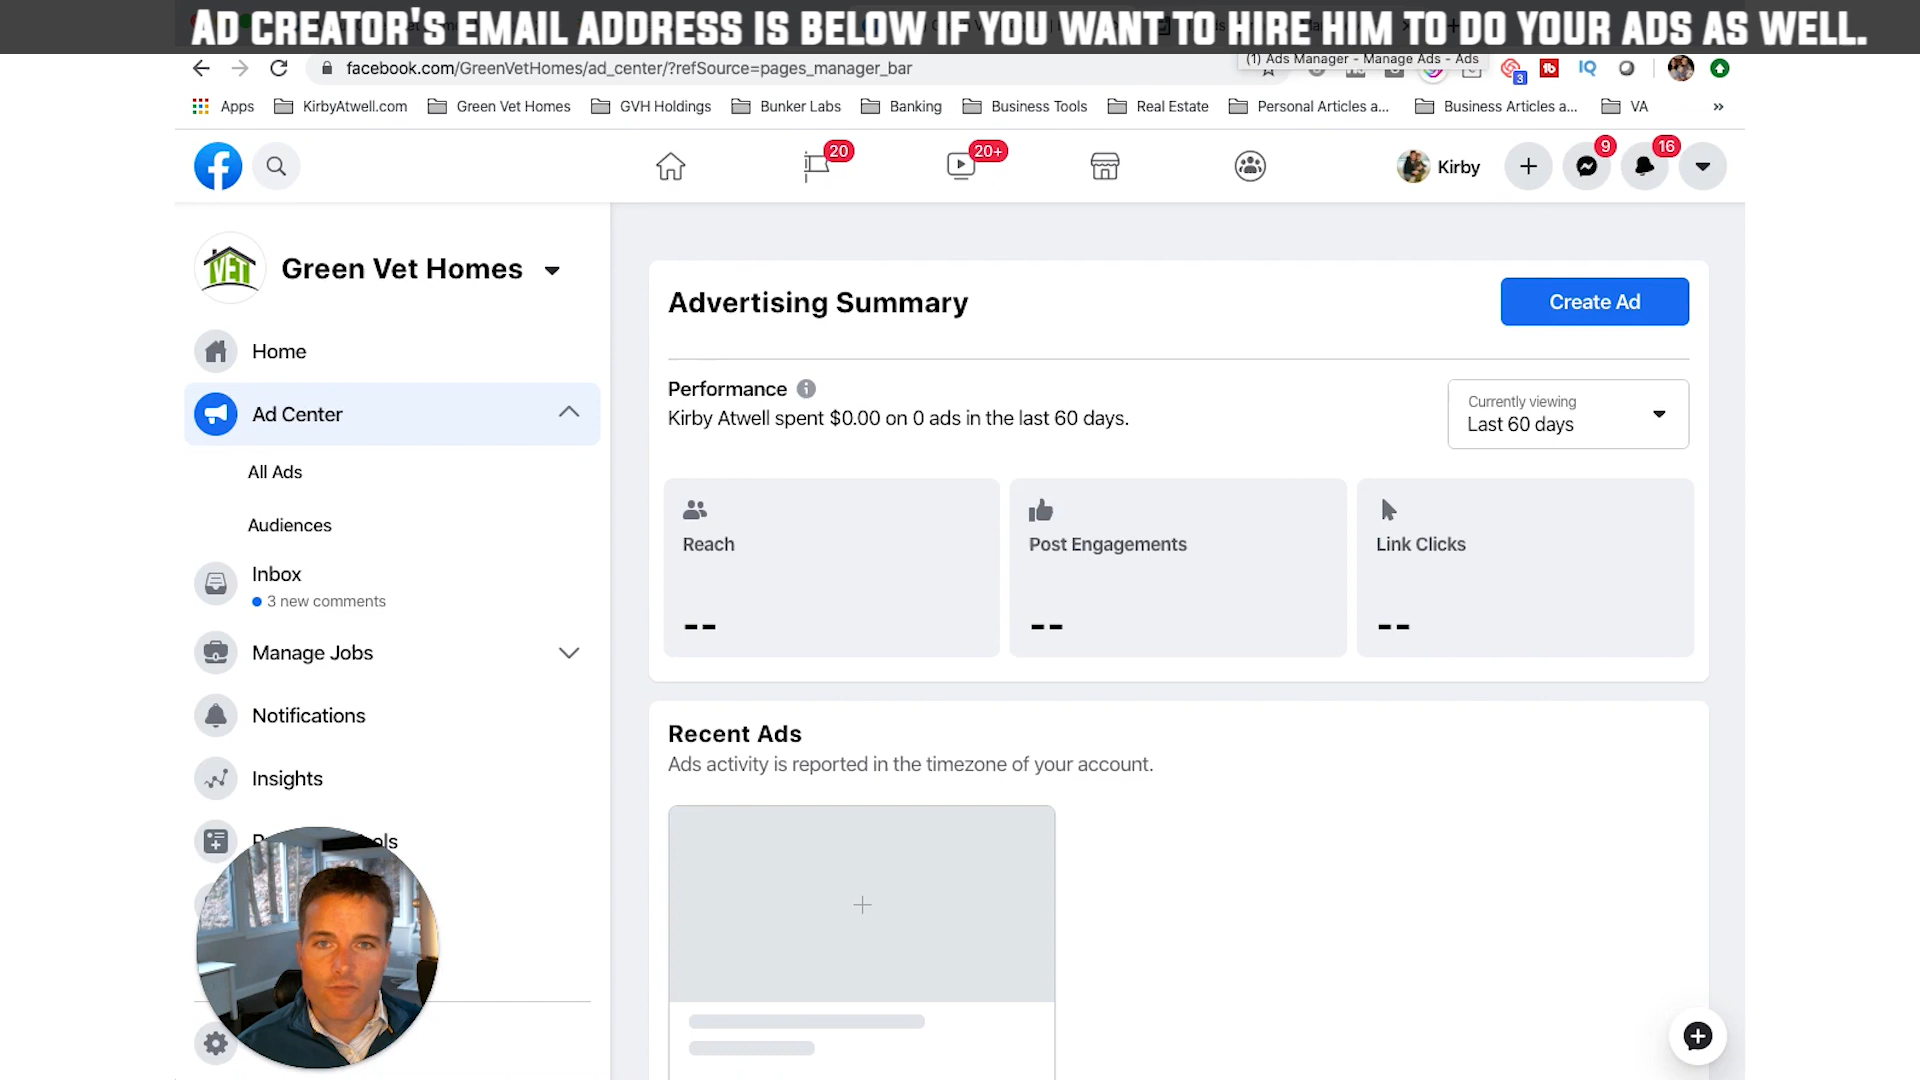 AD CREATOR'S EMAIL ADDRESS IS BELOW IF YOU WANT TO HIRE HIM TO DO YOUR ADS AS WELL.
facebook.com/GreenVetHomes/ad_center/?refSource=pages_manager_bar
(1) Ads Manager - Manage Ads - Ads
3
tb
IQ
Apps
KirbyAtwell.com
Green Vet Homes
GVH Holdings
Bunker Labs
Banking
Business Tools
Real Estate
Personal Articles a...
Business Articles a...
VA
»
20
20+
Kirby
9
16
VET
Green Vet Homes
Home
Ad Center
All Ads
Audiences
Inbox
3 new comments
Manage Jobs
Notifications
Insights
Advertising Summary
Create Ad
Performance
Kirby Atwell spent $0.00 on 0 ads in the last 60 days.
Currently viewing
Last 60 days
Reach
--
Post Engagements
--
Link Clicks
--
Recent Ads
Ads activity is reported in the timezone of your account.